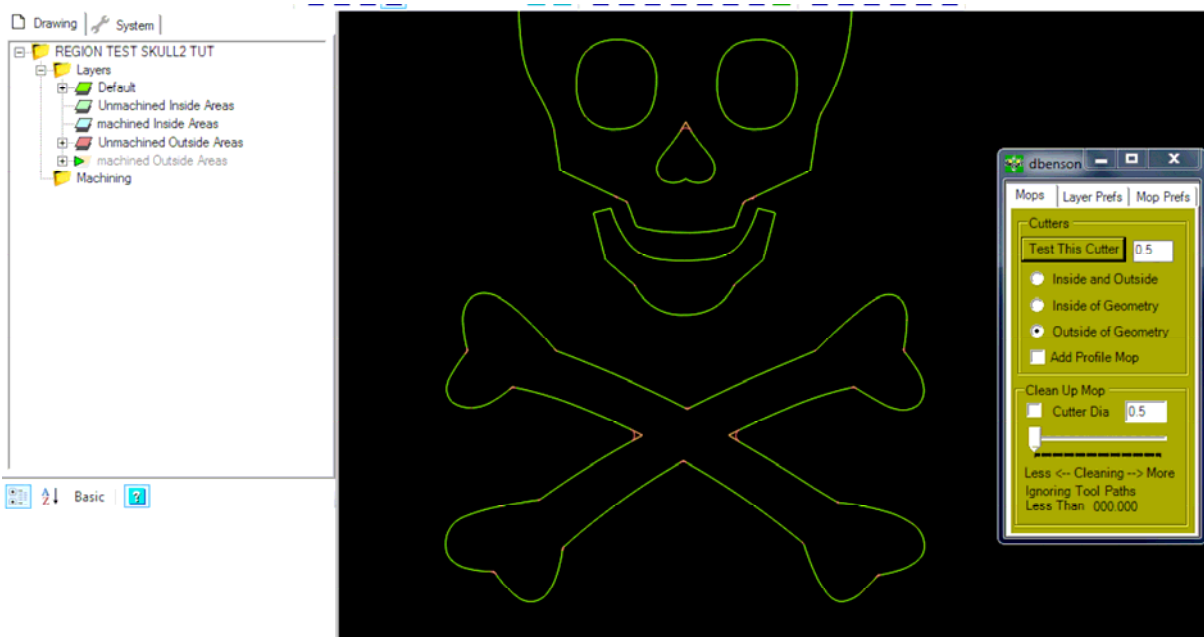 Drawing
System
REGION TEST SKULL2 TUT
Layers
Default
Unmachined Inside Areas
machined Inside Areas
Unmachined Outside Areas
machined Outside Areas
Machining
Basic
dbenson
Mops Layer Prefs Mop Prefs
Cutters
Test This Cutter 0.5
Inside and Outside
Inside of Geometry
Outside of Geometry
Add Profile Mop
Clean Up Mop
Cutter Dia 0.5
Less <-- Cleaning --> More
Ignoring Tool Paths
Less Than 000.000